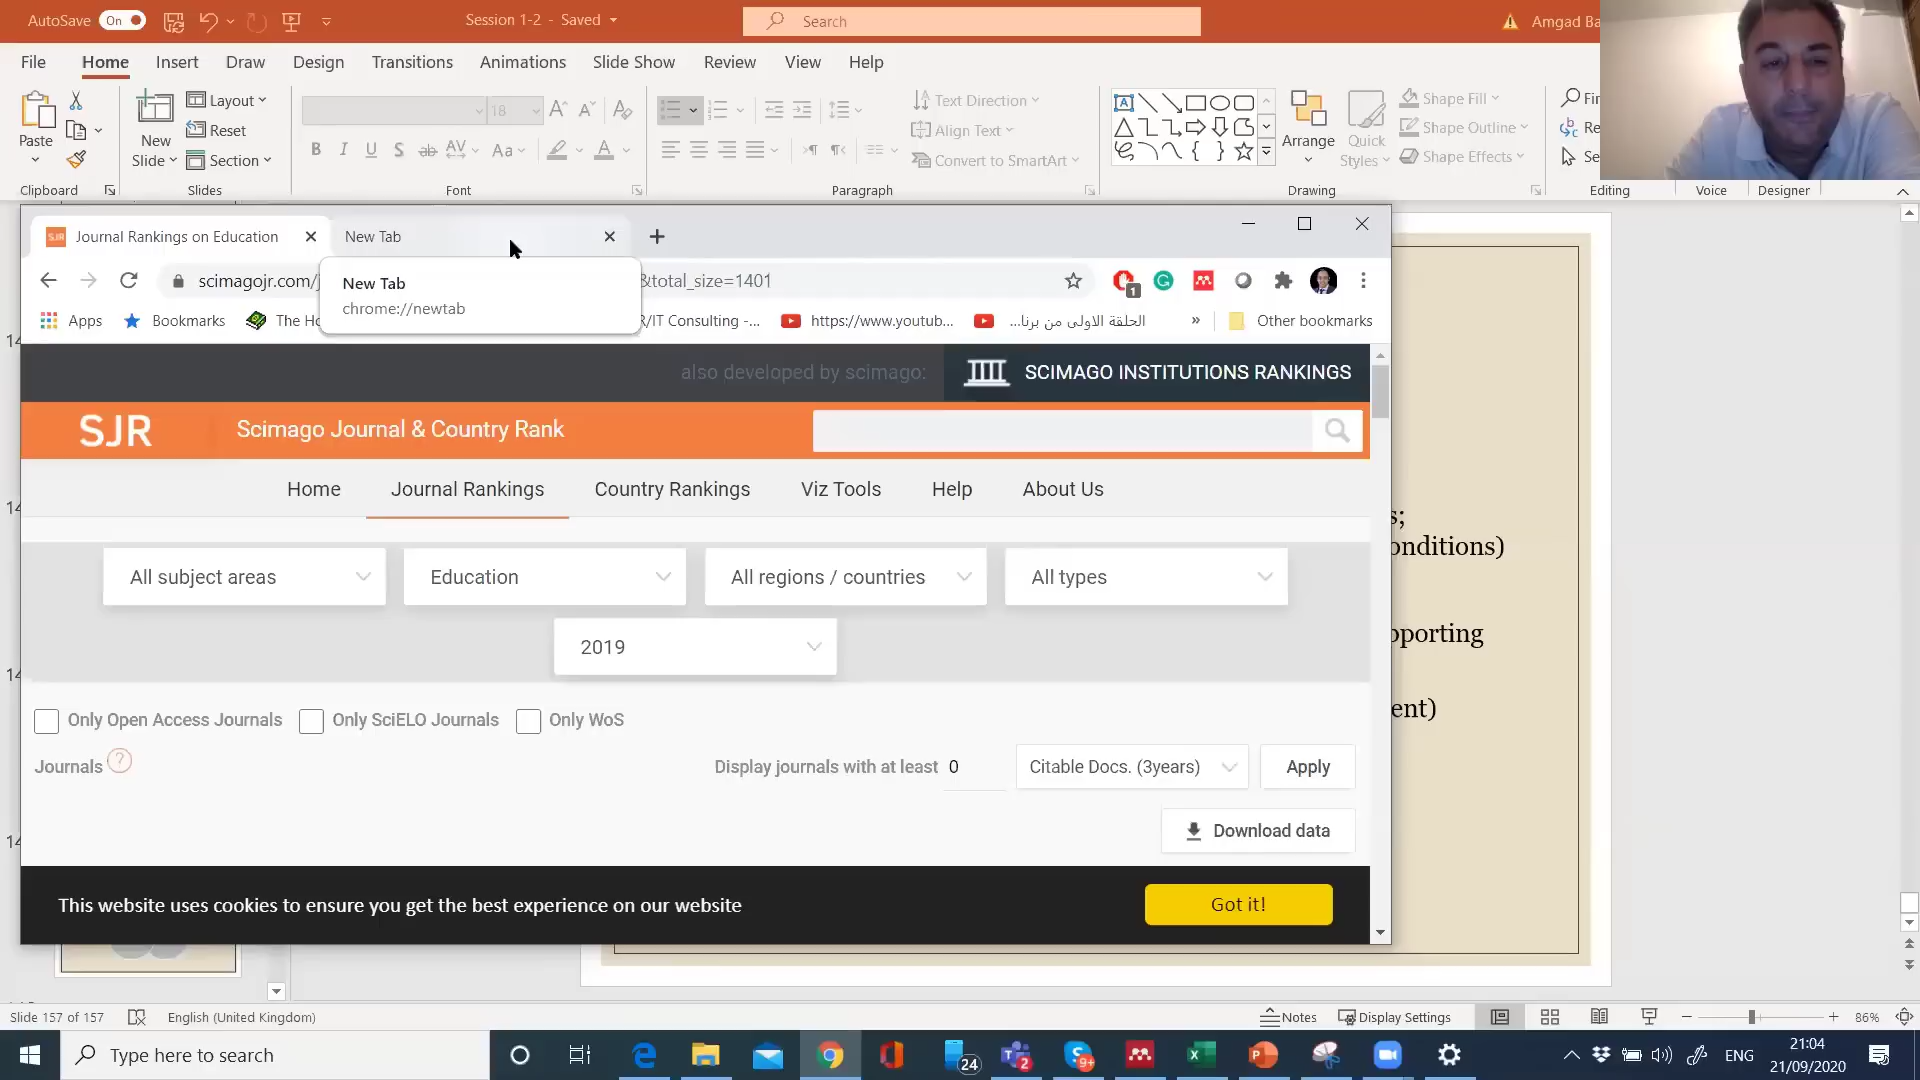 AutoSave On Session 1-2 - Saved Search Amgad Ba
File Home Insert Draw Design Transitions Animations Slide Show Review View Help
Paste New Slide Layout Reset Section 18 Text Direction Align Text Convert to SmartArt Arrange Quick Styles Shape Fill Shape Outline Shape Effects
Clipboard Slides Font Paragraph Drawing Editing Voice Designer
Journal Rankings on Education New Tab
scimagojr.com/j &total_size=1401
New Tab
chrome://newtab
Apps Bookmarks The Ho R/IT Consulting -... https://www.youtub... الحلقة الاولى من برنا... » Other bookmarks
also developed by scimago: SCIMAGO INSTITUTIONS RANKINGS
SJR Scimago Journal & Country Rank
Home Journal Rankings Country Rankings Viz Tools Help About Us
All subject areas Education All regions / countries All types
2019
Only Open Access Journals Only SciELO Journals Only WoS
Journals ? Display journals with at least 0 Citable Docs. (3years) Apply
Download data
This website uses cookies to ensure you get the best experience on our website Got it!
s;
onditions)
pporting
ent)
Slide 157 of 157 English (United Kingdom) Notes Display Settings 86%
Type here to search 24 2 9+ ENG 21:04
21/09/2020